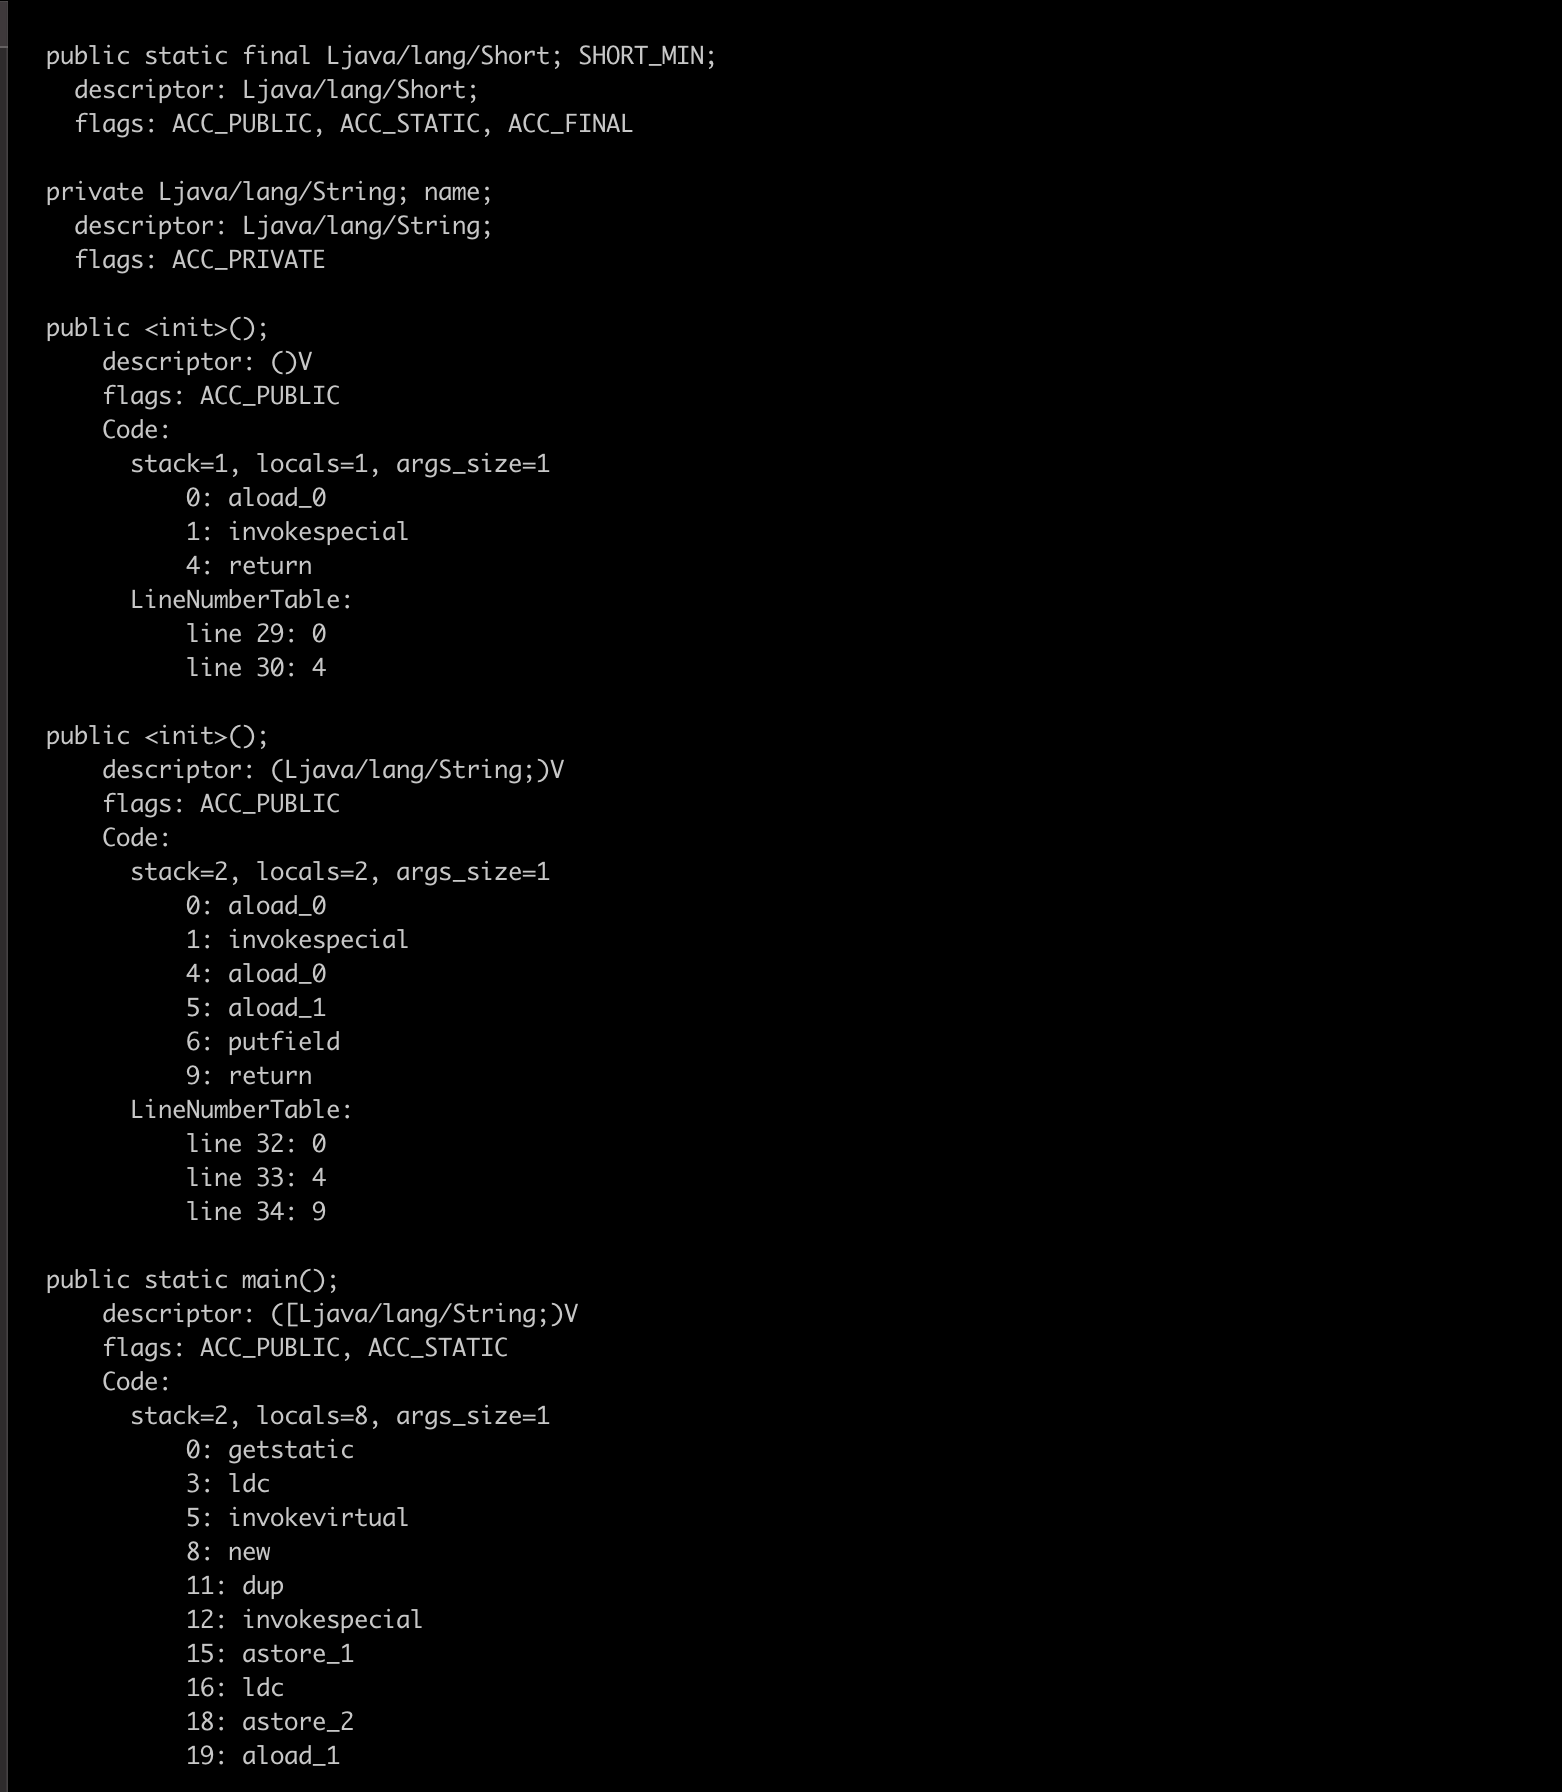 public static final Ljava/lang/Short; SHORT_MIN;
descriptor: Ljava/lang/Short;
flags: ACC_PUBLIC, ACC_STATIC, ACC_FINAL
private Ljava/lang/String; name;
descriptor: Ljava/lang/String;
flags: ACC_PRIVATE
public <init>();
descriptor: ()V
flags: ACC_PUBLIC
Code:
stack=1, locals=1, args_size=1
0: aload_0
1: invokespecial
4: return
LineNumberTable:
line 29: 0
line 30: 4
public <init>();
descriptor: (Ljava/lang/String;)V
flags: ACC_PUBLIC
Code:
stack=2, locals=2, args_size=1
0: aload_0
1: invokespecial
4: aload_0
5: aload_1
6: putfield
9: return
LineNumberTable:
line 32: 0
line 33: 4
line 34: 9
public static main();
descriptor: ([Ljava/lang/String;)V
flags: ACC_PUBLIC, ACC_STATIC
Code:
stack=2, locals=8, args_size=1
0: getstatic
3: ldc
5: invokevirtual
8: new
11: dup
12: invokespecial
15: astore_1
16: ldc
18: astore_2
19: aload_1